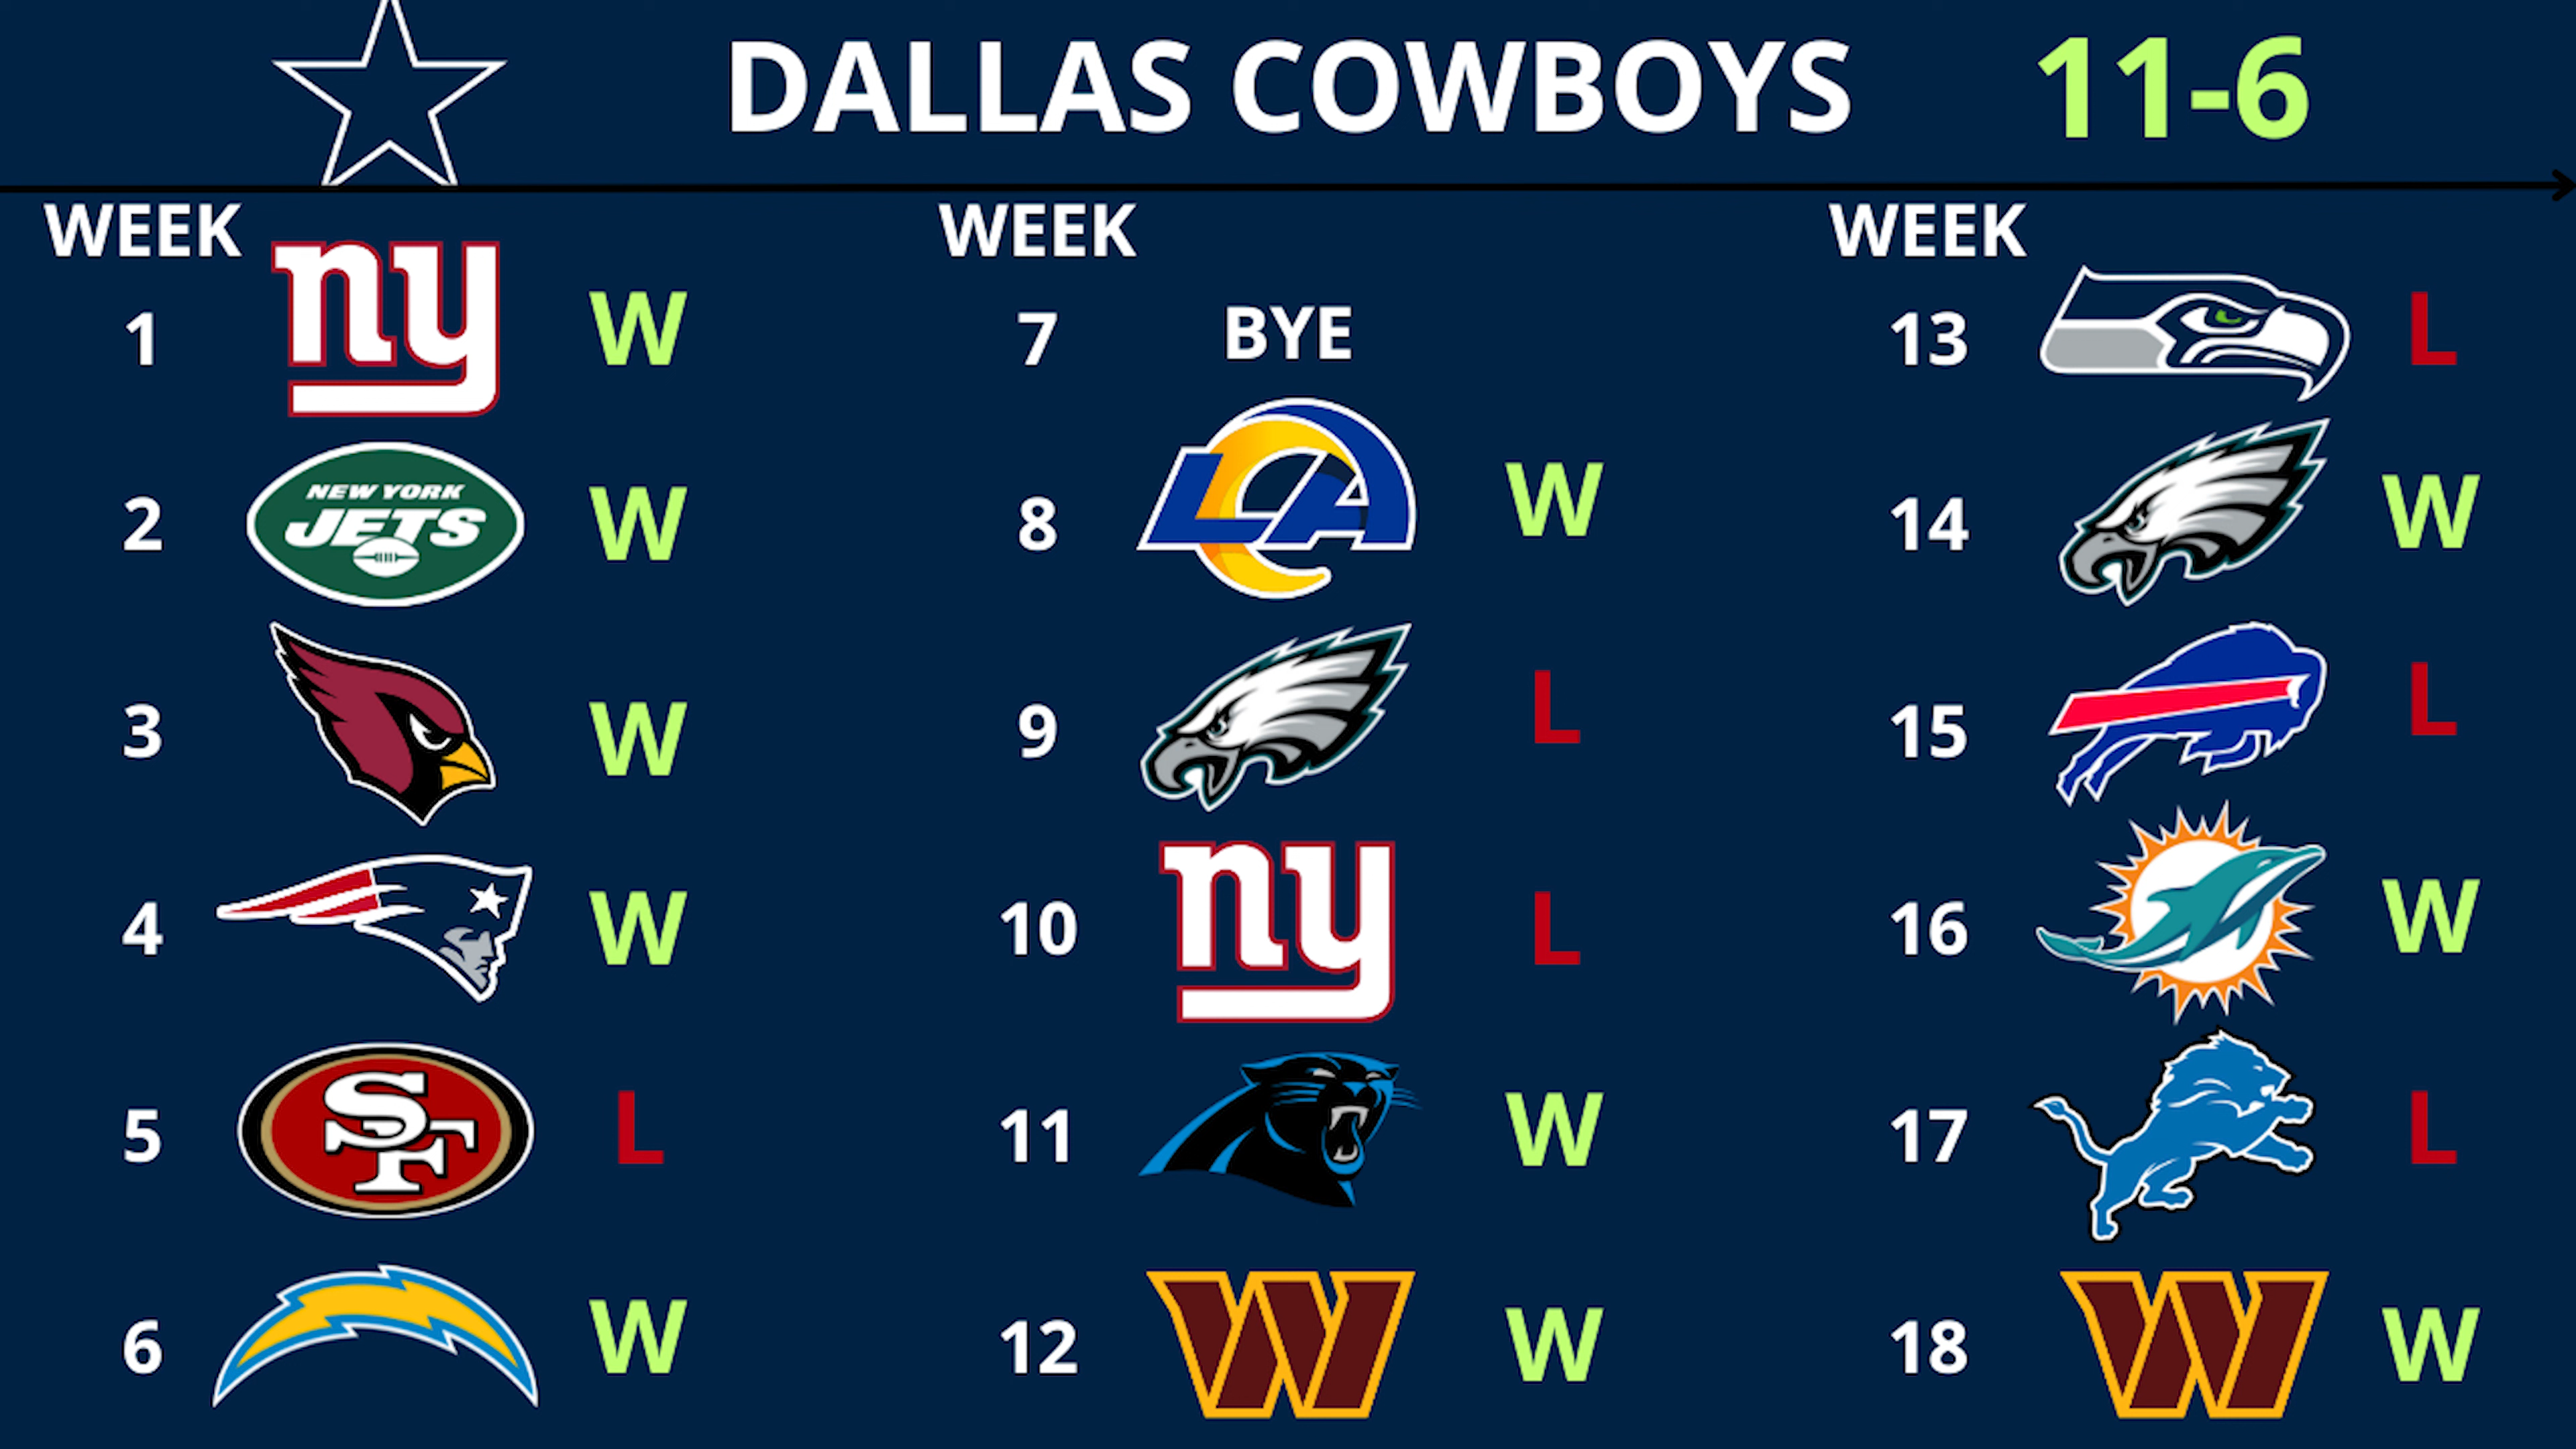 DALLAS COWBOYS 11-6
WEEK
1 ny W
2 NEW YORK JETS W
3 W
4 W
5 SF L
6 W
WEEK
7 BYE
8 LA W
9 L
10 ny L
11 W
12 W W
WEEK
13 L
14 W
15 L
16 W
17 L
18 W W